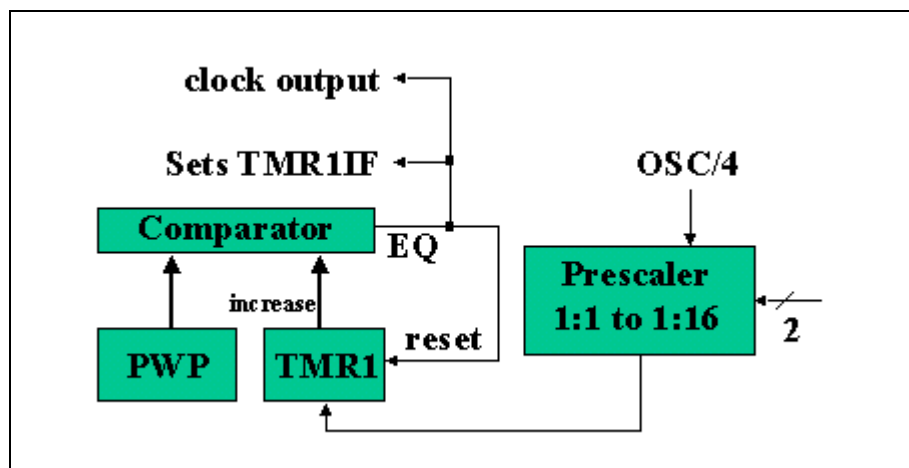 clock output
Sets TMR1IF
OSC/4
Comparator
EQ
Prescaler
1:1 to 1:16
2
increase
reset
PWP
TMR1